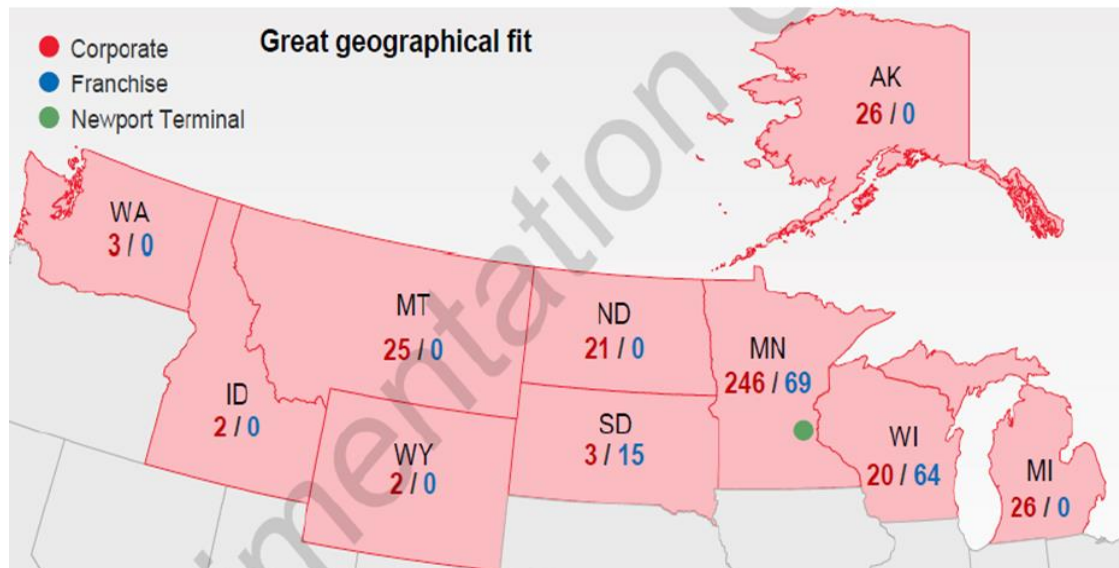 Great geographical fit
Corporate
Franchise
Newport Terminal
AK
26 / 0
WA
3 / 0
MT
25 / 0
ND
21 / 0
MN
246 / 69
ID
2 / 0
WY
2 / 0
SD
3 / 15
WI
20 / 64
MI
26 / 0